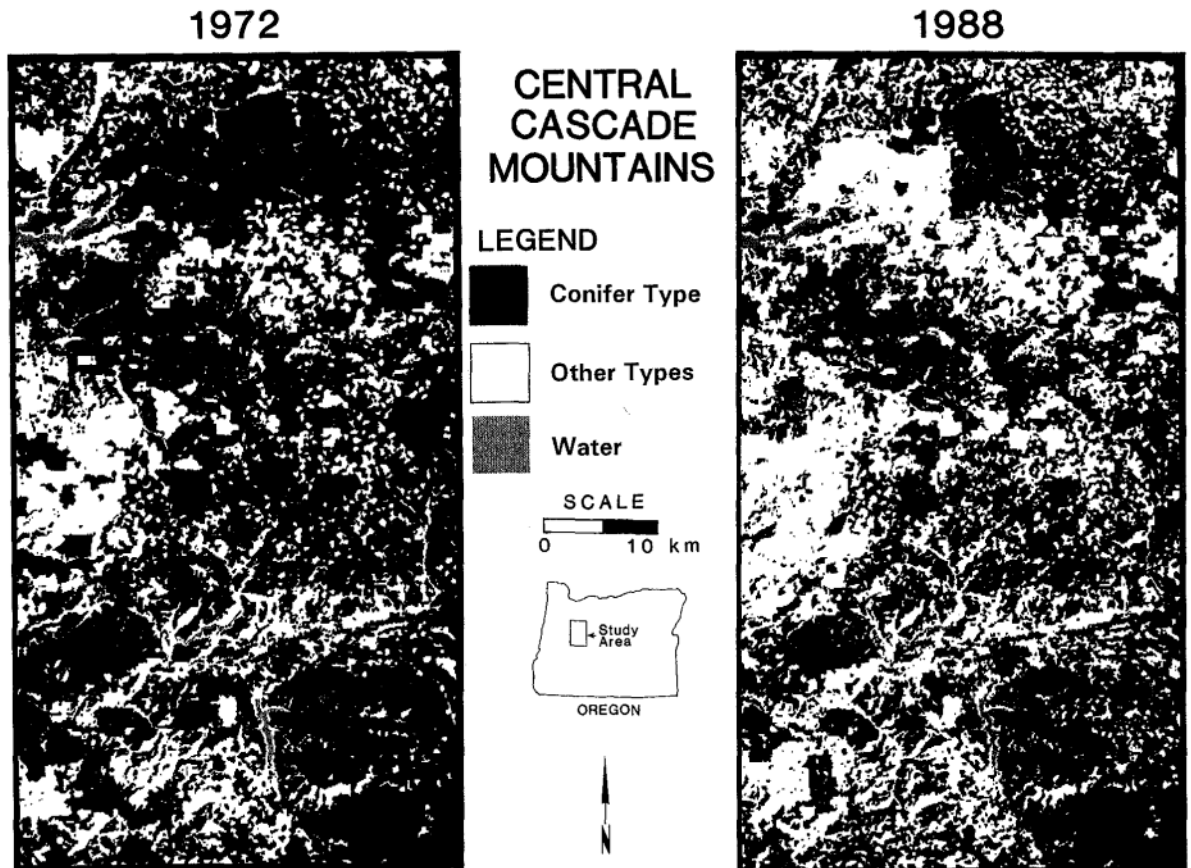 1972
1988
CENTRAL
CASCADE
MOUNTAINS
LEGEND
Conifer Type
Other Types
Water
SCALE
0 10 km
Study
Area
OREGON
N